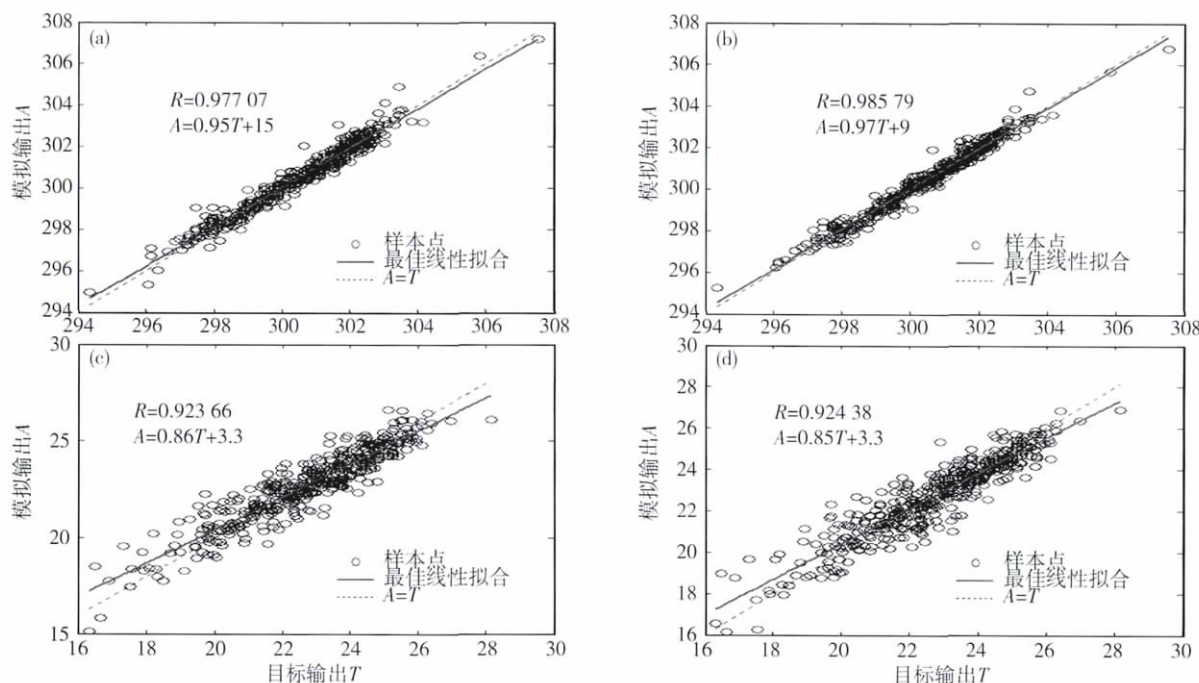 (a)
308
306
304
302
300
298
296
294
模拟输出A
R=0.977 07
A=0.95T+15
样本点
最佳线性拟合
A=T
294 296 298 300 302 304 306 308
(b)
308
306
304
302
300
298
296
294
模拟输出A
R=0.985 79
A=0.97T+9
样本点
最佳线性拟合
A=T
294 296 298 300 302 304 306 308
(c)
30
25
20
15
模拟输出A
R=0.923 66
A=0.86T+3.3
样本点
最佳线性拟合
A=T
16 18 20 22 24 26 28 30
目标输出T
(d)
30
28
26
24
22
20
18
16
模拟输出A
R=0.924 38
A=0.85T+3.3
样本点
最佳线性拟合
A=T
16 18 20 22 24 26 28 30
目标输出T